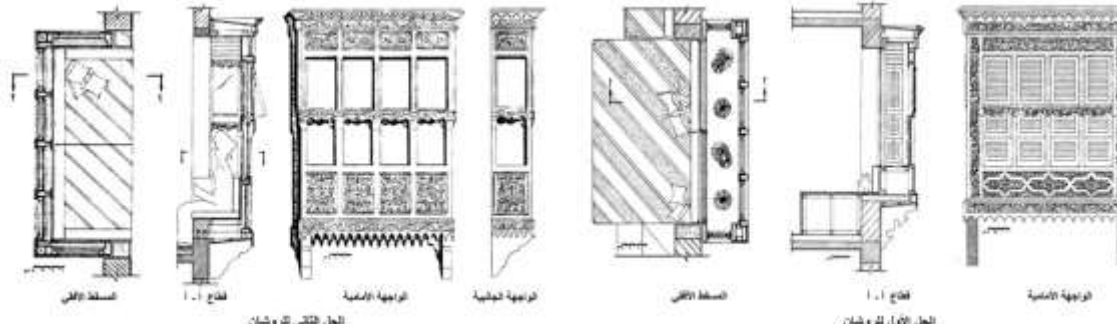 الواجهة الأمامية
قطاع أ - أ
المسقط الأفقي
الحل الأول للروشان
الواجهة الجانبية
الواجهة الأمامية
قطاع أ - أ
المسقط الأفقي
الحل الثاني للروشان